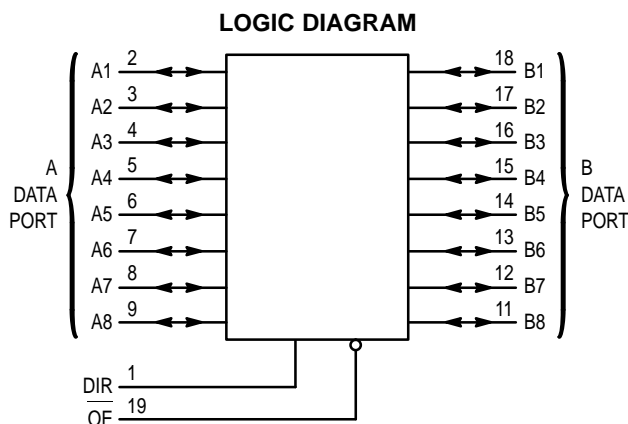 LOGIC DIAGRAM
A1 2 18 B1
A2 3 17 B2
A3 4 16 B3
A4 5 15 B4
A5 6 14 B5
A6 7 13 B6
A7 8 12 B7
A8 9 11 B8
A
DATA
PORT
B
DATA
PORT
DIR 1
OE 19